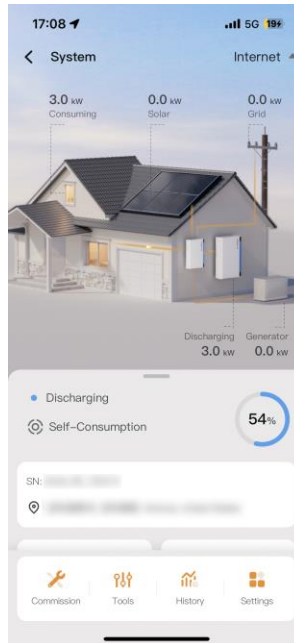 17:08 5G 19
System Internet
3.0 kW 0.0 kW 0.0 kW
Consuming Solar Grid
Discharging Generator
3.0 kW 0.0 kW
Discharging
Self-Consumption
54%
SN:
Commission Tools History Settings